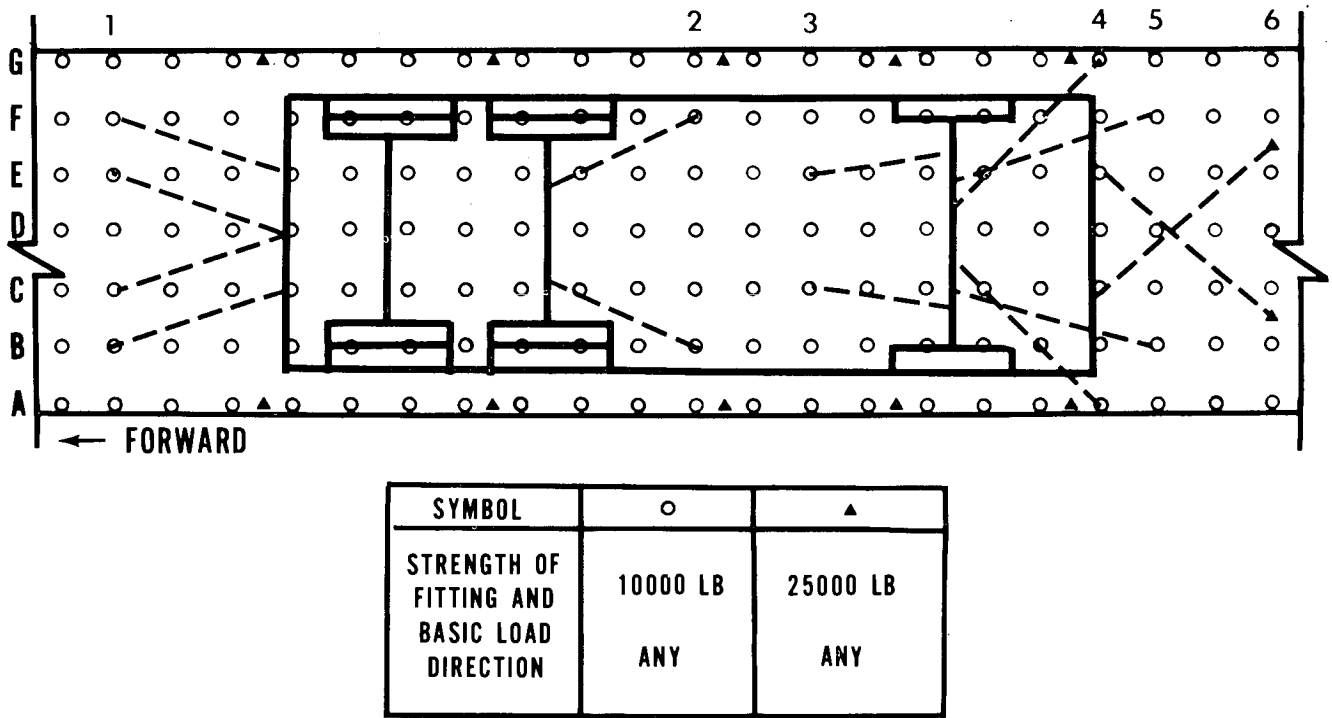 1 2 3 4 5 6
G
F
E
D
C
B
A
← FORWARD
SYMBOL ○ ▲
STRENGTH OF
FITTING AND
BASIC LOAD
DIRECTION
10000 LB
ANY
25000 LB
ANY